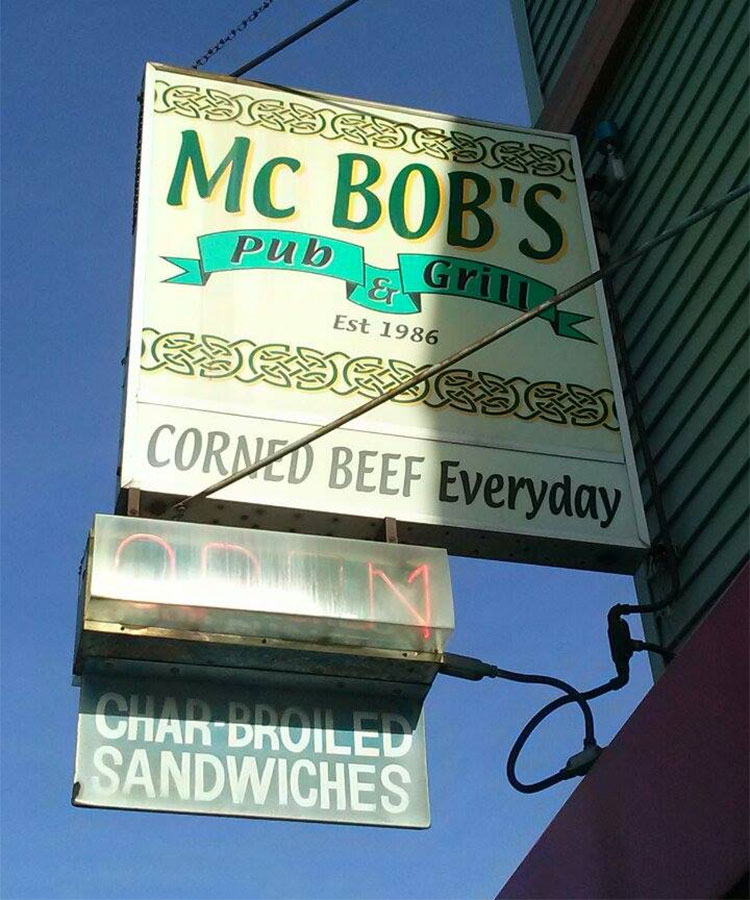 Mc BOB'S
Pub & Grill
Est 1986
CORNED BEEF Everyday
OPEN
CHAR-BROILED
SANDWICHES